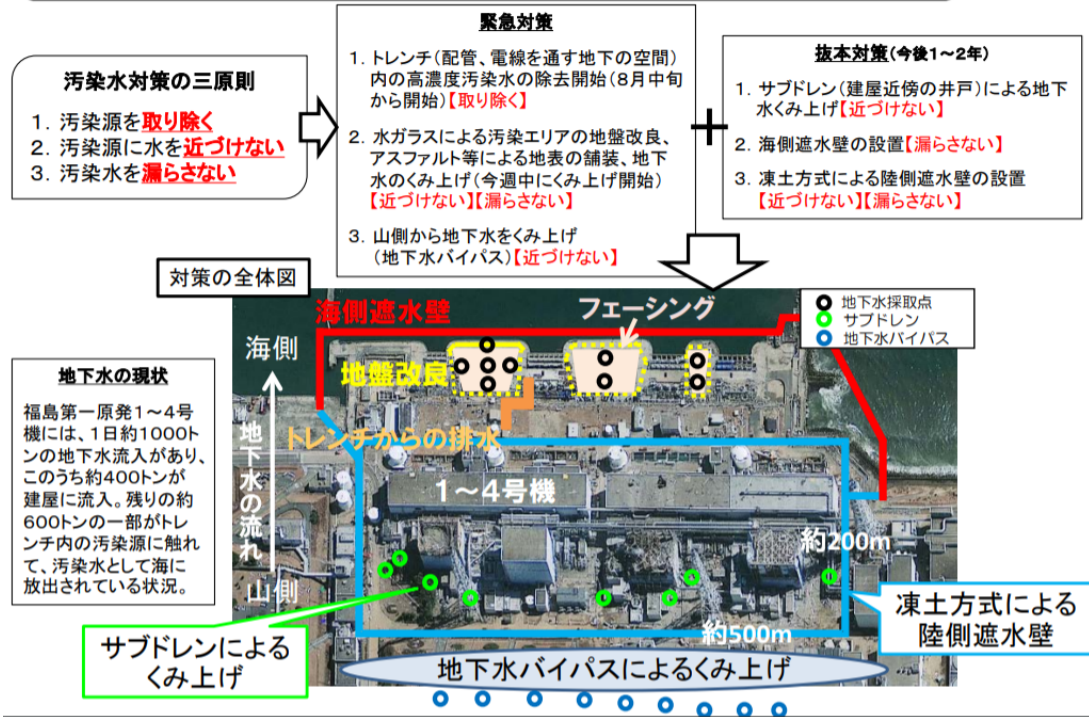 汚染水対策の三原則
1. 汚染源を取り除く
2. 汚染源に水を近づけない
3. 汚染水を漏らさない
緊急対策
1. トレンチ(配管、電線を通す地下の空間)
内の高濃度汚染水の除去開始(8月中旬
から開始)【取り除く】
2. 水ガラスによる汚染エリアの地盤改良、
アスファルト等による地表の舗装、地下
水のくみ上げ(今週中にくみ上げ開始)
【近づけない】【漏らさない】
3. 山側から地下水をくみ上げ
(地下水バイパス)【近づけない】
+
抜本対策(今後1~2年)
1. サブドレン(建屋近傍の井戸)による地下
水くみ上げ【近づけない】
2. 海側遮水壁の設置【漏らさない】
3. 凍土方式による陸側遮水壁の設置
【近づけない】【漏らさない】
対策の全体図
地下水の現状
福島第一原発1~4号
機には、1日約1000ト
ンの地下水流入があり、
このうち約400トンが
建屋に流入。残りの約
600トンの一部がトレ
ンチ内の汚染源に触れ
て、汚染水として海に
放出されている状況。
海側
地下水の流れ
山側
海側遮水壁
フェーシング
地下水採取点
サブドレン
地下水バイパス
地盤改良
トレンチからの排水
1~4号機
約200m
約500m
サブドレンによる
くみ上げ
凍土方式による
陸側遮水壁
地下水バイパスによるくみ上げ